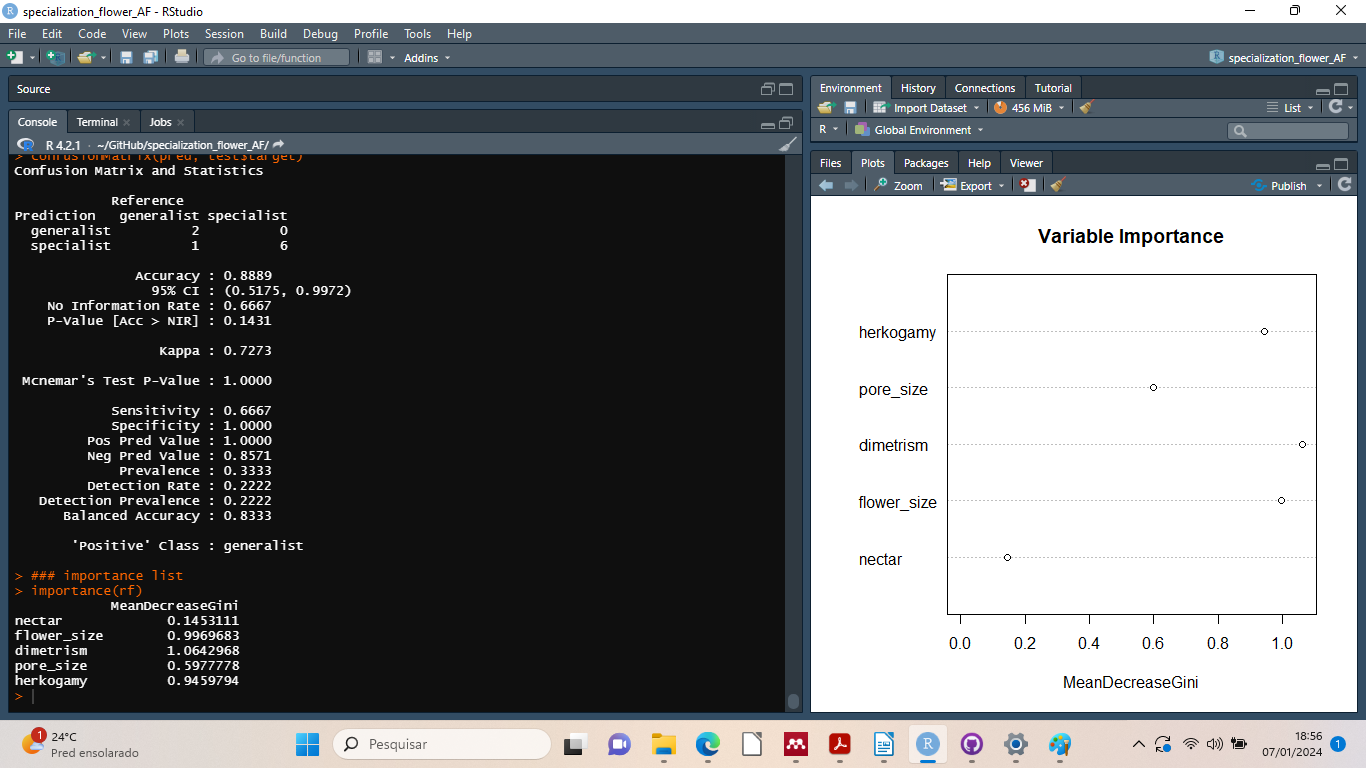 specialization_flower_AF - RStudio
File Edit Code View Plots Session Build Debug Profile Tools Help
Go to file/function Addins specialization_flower_AF
Source
Console Terminal Jobs
R 4.2.1 · ~/GitHub/specialization_flower_AF/
> confusionMatrix(pred, test$target)
Confusion Matrix and Statistics
Reference
Prediction generalist specialist
generalist 2 0
specialist 1 6
Accuracy : 0.8889
95% CI : (0.5175, 0.9972)
No Information Rate : 0.6667
P-Value [Acc > NIR] : 0.1431
Kappa : 0.7273
Mcnemar's Test P-Value : 1.0000
Sensitivity : 0.6667
Specificity : 1.0000
Pos Pred Value : 1.0000
Neg Pred Value : 0.8571
Prevalence : 0.3333
Detection Rate : 0.2222
Detection Prevalence : 0.2222
Balanced Accuracy : 0.8333
'Positive' Class : generalist
> ### importance list
> importance(rf)
MeanDecreaseGini
nectar 0.1453111
flower_size 0.9969683
dimetrism 1.0642968
pore_size 0.5977778
herkogamy 0.9459794
>
Environment History Connections Tutorial
Import Dataset 456 MiB List
R Global Environment
Files Plots Packages Help Viewer
Zoom Export Publish
Variable Importance
herkogamy
pore_size
dimetrism
flower_size
nectar
0.0 0.2 0.4 0.6 0.8 1.0
MeanDecreaseGini
1
24°C
Pred ensolarado
Pesquisar
18:56
07/01/2024
1